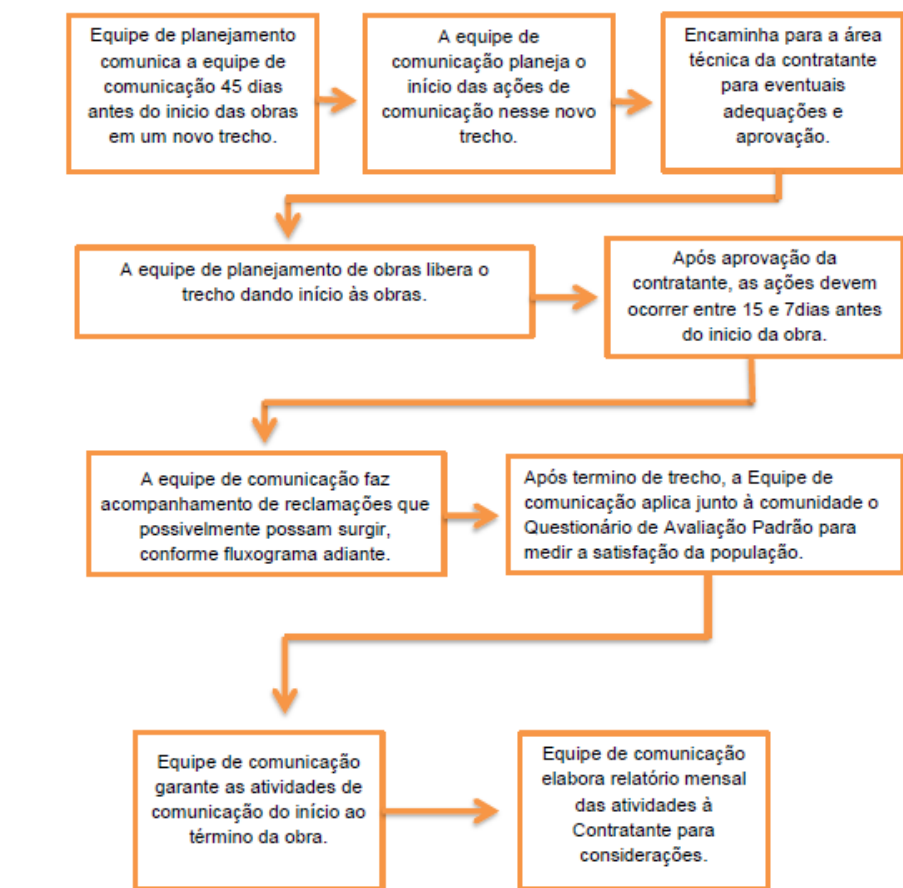 Equipe de planejamento
comunica a equipe de
comunicação 45 dias
antes do inicio das obras
em um novo trecho.
A equipe de
comunicação planeja o
início das ações de
comunicação nesse novo
trecho.
Encaminha para a área
técnica da contratante
para eventuais
adequações e
aprovação.
A equipe de planejamento de obras libera o
trecho dando início às obras.
Após aprovação da
contratante, as ações devem
ocorrer entre 15 e 7dias antes
do inicio da obra.
A equipe de comunicação faz
acompanhamento de reclamações que
possivelmente possam surgir,
conforme fluxograma adiante.
Após termino de trecho, a Equipe de
comunicação aplica junto à comunidade o
Questionário de Avaliação Padrão para
medir a satisfação da população.
Equipe de comunicação
garante as atividades de
comunicação do início ao
término da obra.
Equipe de comunicação
elabora relatório mensal
das atividades à
Contratante para
considerações.